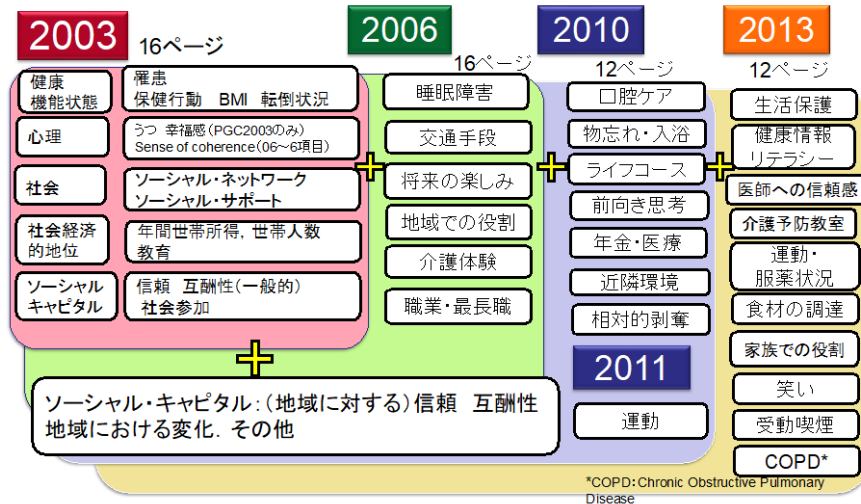 2003
16ページ
健康
機能状態
罹患
保健行動 BMI 転倒状況
心理
うつ 幸福感(PGC2003のみ)
Sense of coherence(06～6項目)
社会
ソーシャル・ネットワーク
ソーシャル・サポート
社会経済
的地位
年間世帯所得, 世帯人数
教育
ソーシャル
キャピタル
信頼 互酬性(一般的)
社会参加
+
ソーシャル・キャピタル:(地域に対する)信頼 互酬性
地域における変化. その他
2006
16ページ
+
睡眠障害
交通手段
将来の楽しみ
地域での役割
介護体験
職業・最長職
2010
12ページ
+
口腔ケア
物忘れ・入浴
ライフコース
前向き思考
年金・医療
近隣環境
相対的剥奪
2011
運動
2013
12ページ
+
生活保護
健康情報
リテラシー
医師への信頼感
介護予防教室
運動・
服薬状況
食材の調達
家族での役割
笑い
受動喫煙
COPD*
*COPD:Chronic Obstructive Pulmonary
Disease